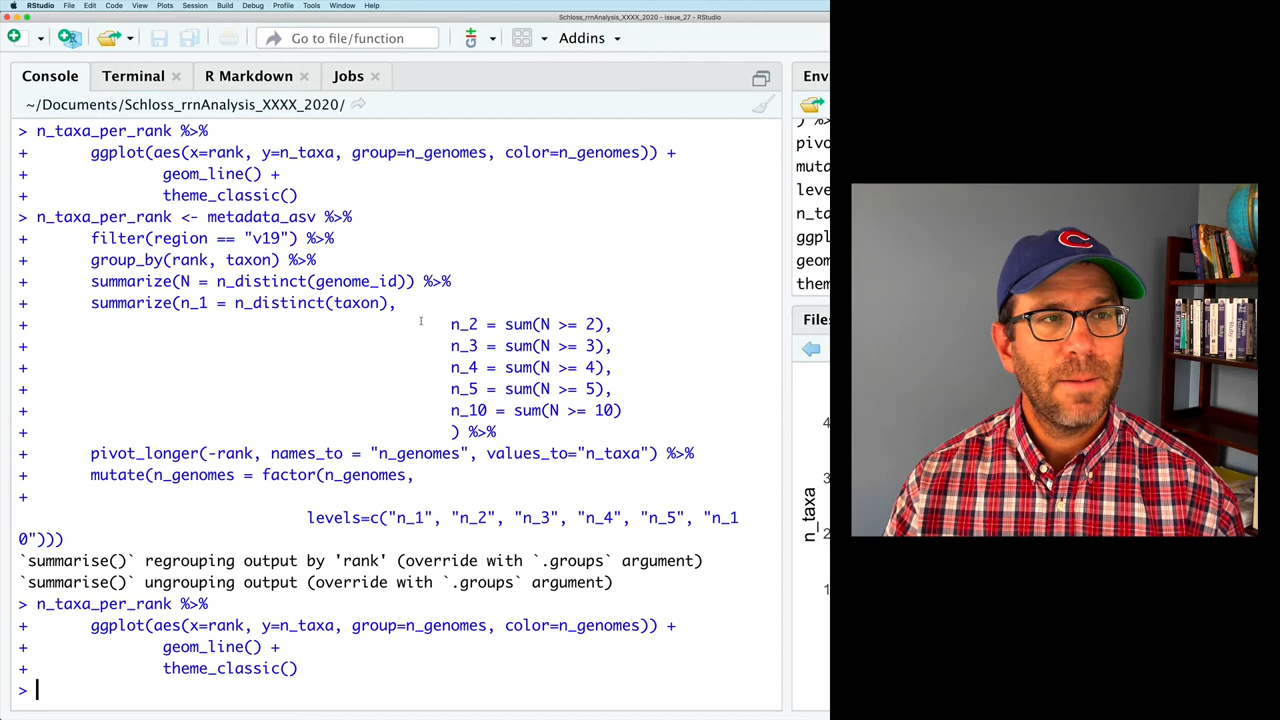 RStudio File Edit Code View Plots Session Build Debug Profile Tools Window Help
Schloss_rrnAnalysis_XXXX_2020 - issue_27 - RStudio
Go to file/function Addins
Console Terminal R Markdown Jobs Env
~/Documents/Schloss_rrnAnalysis_XXXX_2020/
> n_taxa_per_rank %>%
+ ggplot(aes(x=rank, y=n_taxa, group=n_genomes, color=n_genomes)) +
+ geom_line() +
+ theme_classic()
> n_taxa_per_rank <- metadata_asv %>%
+ filter(region == "v19") %>%
+ group_by(rank, taxon) %>%
+ summarize(N = n_distinct(genome_id)) %>%
+ summarize(n_1 = n_distinct(taxon),
+ n_2 = sum(N >= 2),
+ n_3 = sum(N >= 3),
+ n_4 = sum(N >= 4),
+ n_5 = sum(N >= 5),
+ n_10 = sum(N >= 10)
+ ) %>%
+ pivot_longer(-rank, names_to = "n_genomes", values_to="n_taxa") %>%
+ mutate(n_genomes = factor(n_genomes,
+
levels=c("n_1", "n_2", "n_3", "n_4", "n_5", "n_1
0")))
`summarise()` regrouping output by 'rank' (override with `.groups` argument)
`summarise()` ungrouping output (override with `.groups` argument)
> n_taxa_per_rank %>%
+ ggplot(aes(x=rank, y=n_taxa, group=n_genomes, color=n_genomes)) +
+ geom_line() +
+ theme_classic()
>
) %>
pivo
muta
leve
n_ta
ggpl
geom
them
Files
4
3
2
1
n_taxa
C